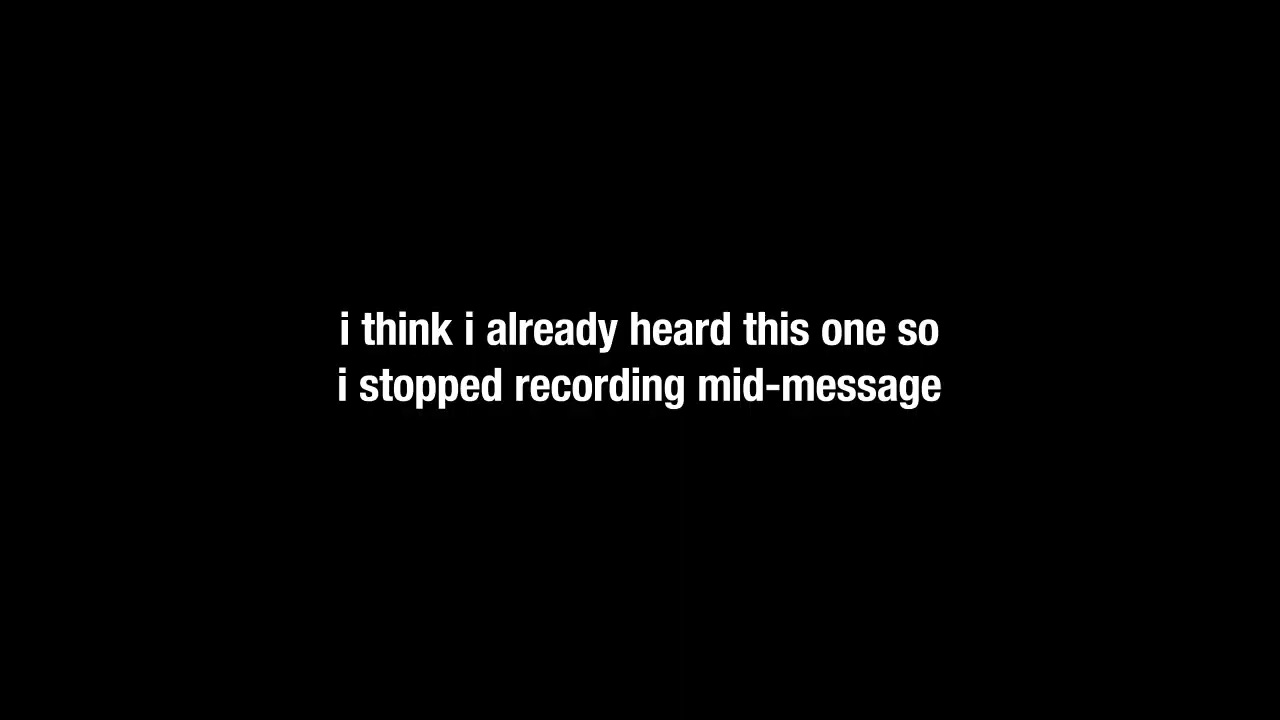 i think i already heard this one so
i stopped recording mid-message